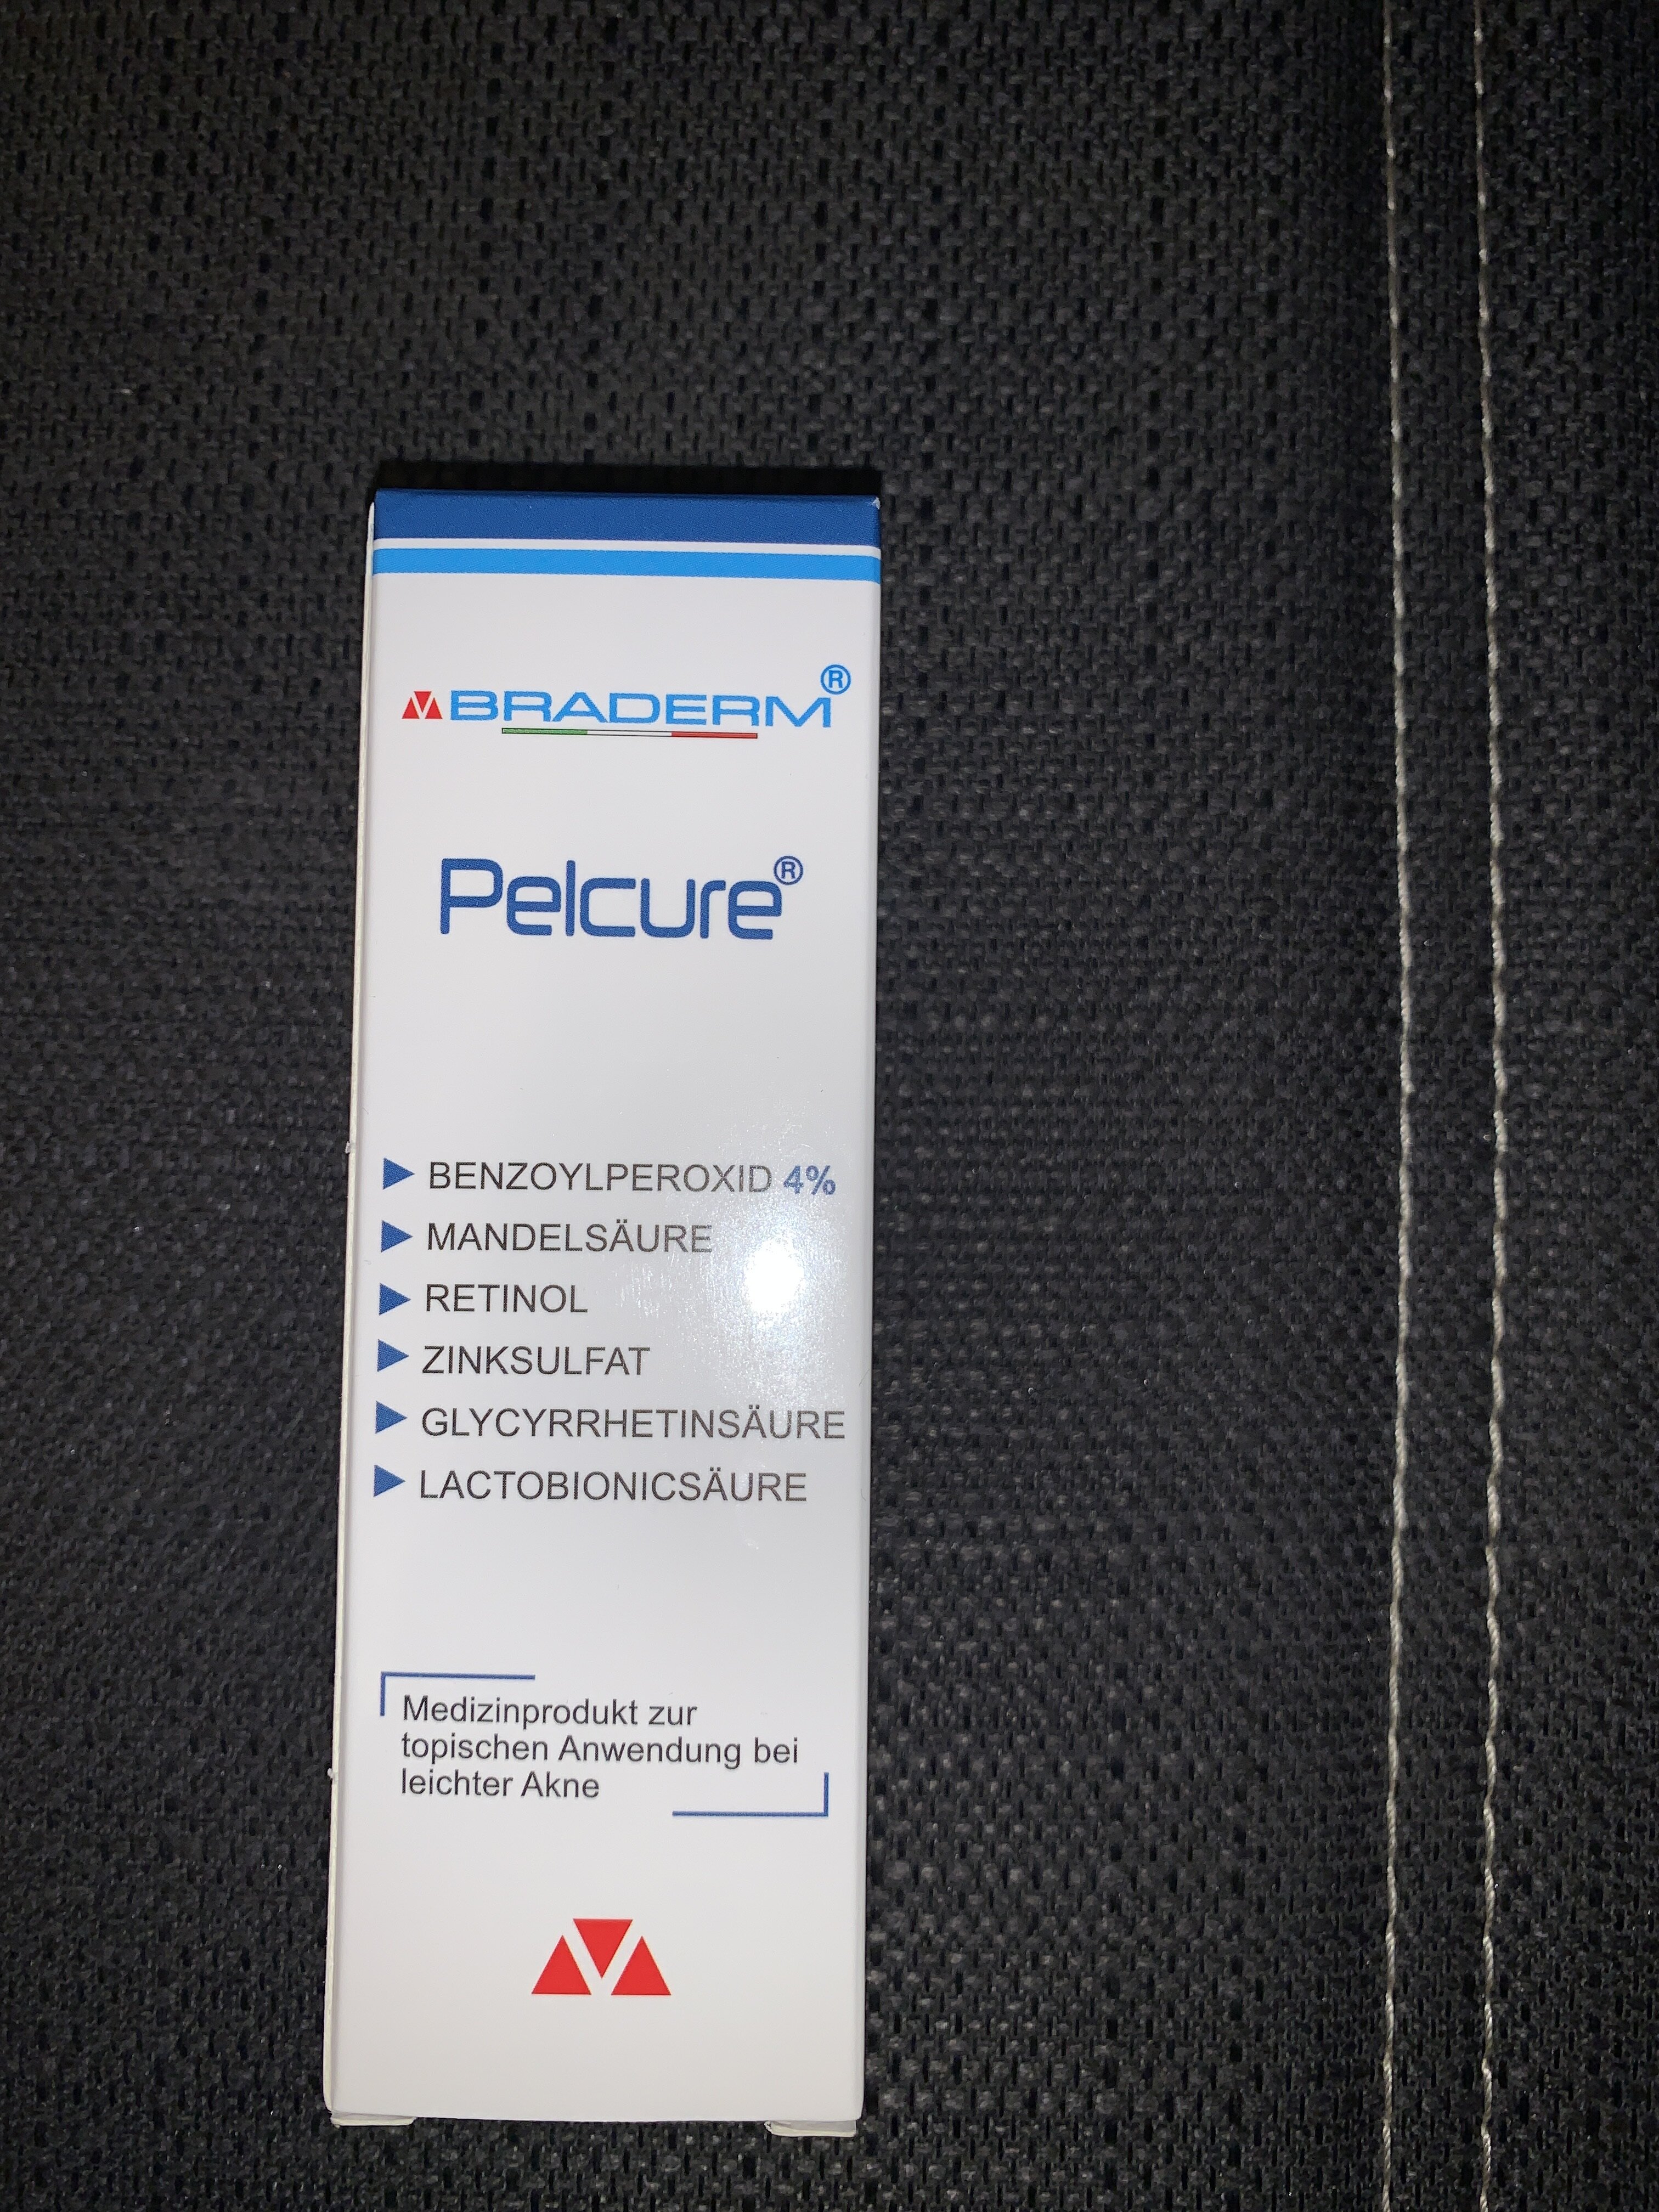 BRADERM®
Pelcure®
BENZOYLPEROXID 4%
MANDELSÄURE
RETINOL
ZINKSULFAT
GLYCYRRHETINSÄURE
LACTOBIONICSÄURE
Medizinprodukt zur
topischen Anwendung bei
leichter Akne